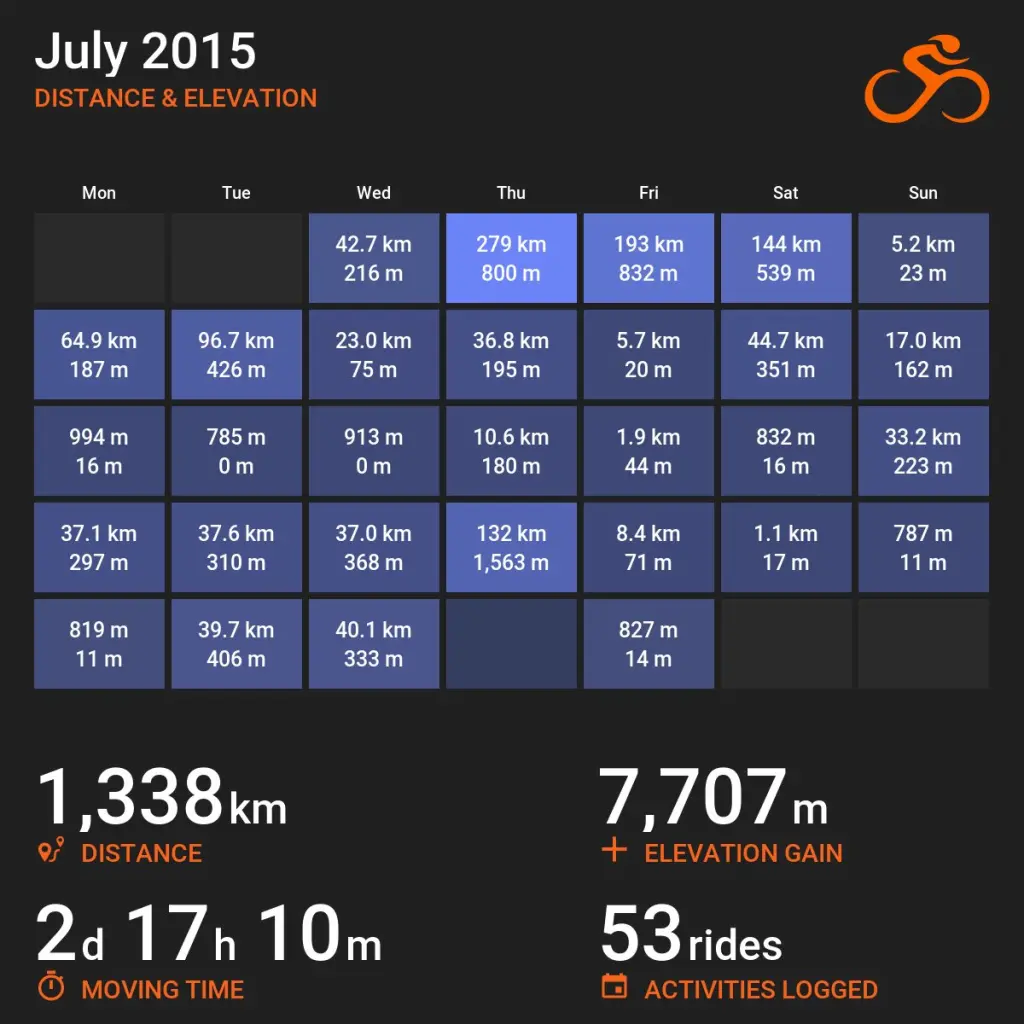 July 2015
DISTANCE & ELEVATION
Mon Tue Wed Thu Fri Sat Sun
42.7 km 279 km 193 km 144 km 5.2 km
216 m 800 m 832 m 539 m 23 m
64.9 km 96.7 km 23.0 km 36.8 km 5.7 km 44.7 km 17.0 km
187 m 426 m 75 m 195 m 20 m 351 m 162 m
994 m 785 m 913 m 10.6 km 1.9 km 832 m 33.2 km
16 m 0 m 0 m 180 m 44 m 16 m 223 m
37.1 km 37.6 km 37.0 km 132 km 8.4 km 1.1 km 787 m
297 m 310 m 368 m 1,563 m 71 m 17 m 11 m
819 m 39.7 km 40.1 km 827 m
11 m 406 m 333 m 14 m
1,338 km 7,707 m
DISTANCE ELEVATION GAIN
2d 17h 10m 53 rides
MOVING TIME ACTIVITIES LOGGED